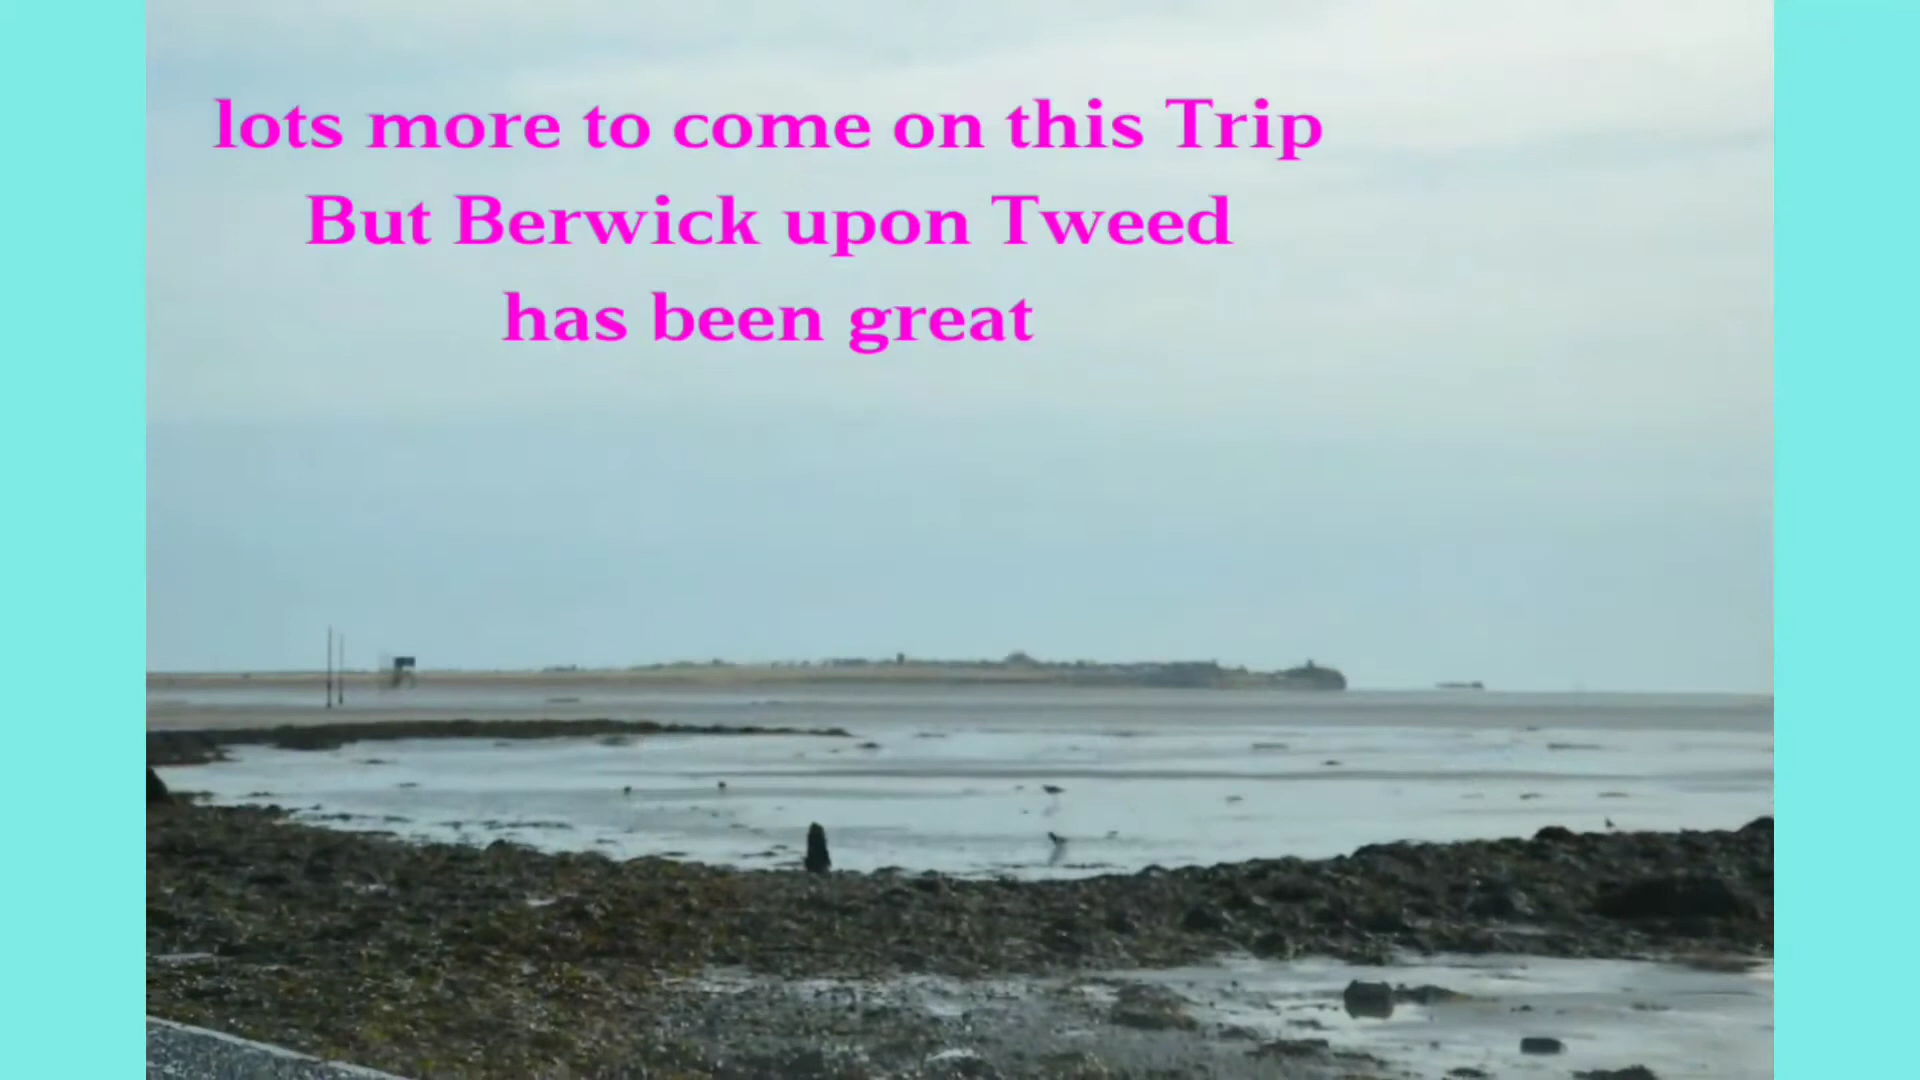 lots more to come on this Trip
But Berwick upon Tweed
has been great